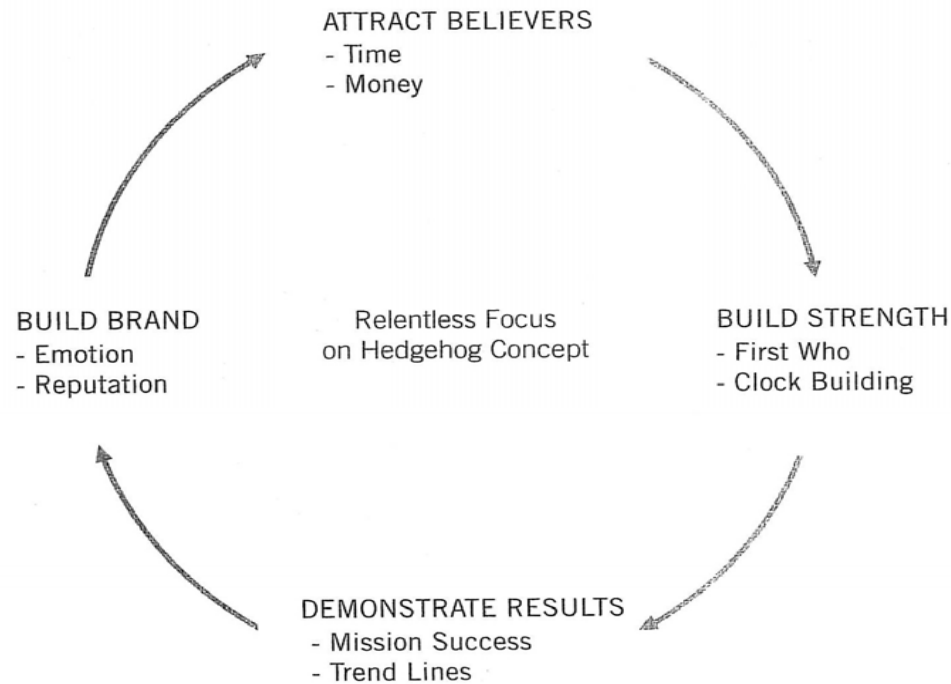 ATTRACT BELIEVERS
- Time
- Money
BUILD BRAND
- Emotion
- Reputation
Relentless Focus
on Hedgehog Concept
BUILD STRENGTH
- First Who
- Clock Building
DEMONSTRATE RESULTS
- Mission Success
- Trend Lines